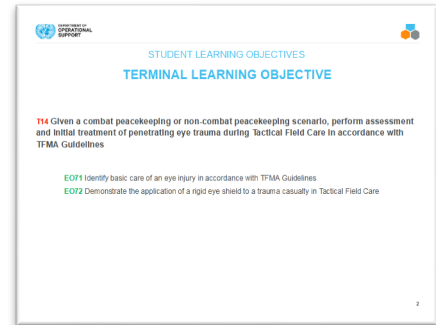 DEPARTMENT OF
OPERATIONAL
SUPPORT
STUDENT LEARNING OBJECTIVES
TERMINAL LEARNING OBJECTIVE
T14 Given a combat peacekeeping or non-combat peacekeeping scenario, perform assessment
and initial treatment of penetrating eye trauma during Tactical Field Care in accordance with
TFMA Guidelines
EO71 Identify basic care of an eye injury in accordance with TFMA Guidelines
EO72 Demonstrate the application of a rigid eye shield to a trauma casualty in Tactical Field Care
2